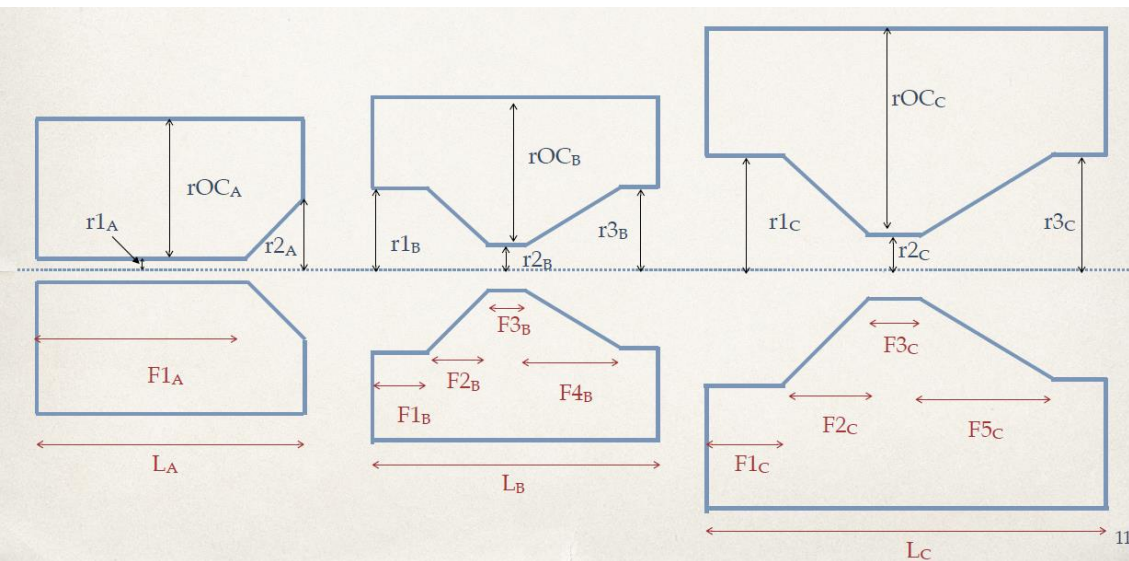 rOCA
r1A
r2A
F1A
LA
rOCB
r1B
r2B
r3B
F1B
F2B
F3B
F4B
LB
rOCC
r1C
r2C
r3C
F1C
F2C
F3C
F5C
LC
11